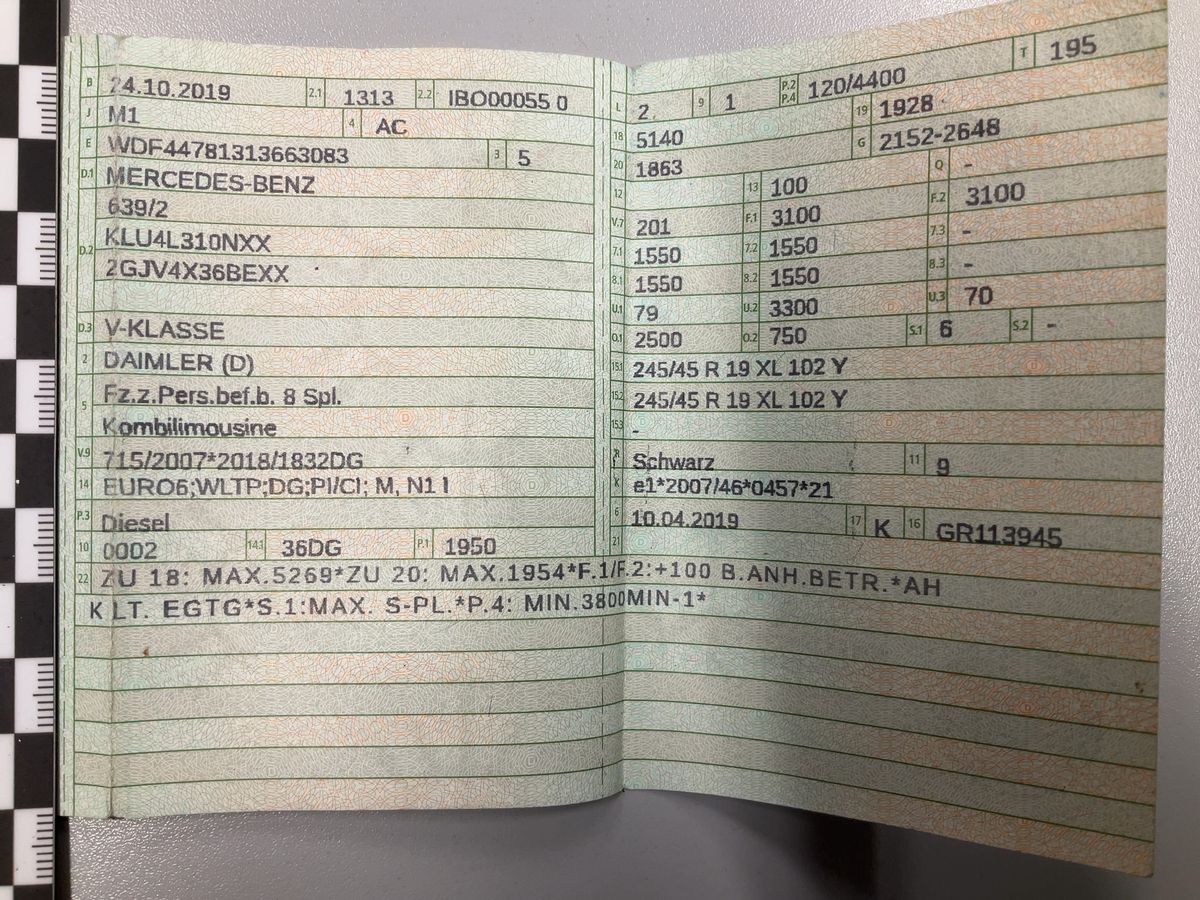 B 24.10.2019 2.1 1313 2.2 IBO00055 0
J M1 4 AC
E WDF44781313663083 3 5
D.1 MERCEDES-BENZ
639/2
D.2 KLU4L310NXX
2GJV4X36BEXX
D.3 V-KLASSE
2 DAIMLER (D)
5 Fz.z.Pers.bef.b. 8 Spl.
Kombilimousine
V.9 715/2007*2018/1832DG
14 EURO6;WLTP;DG;PI/CI; M, N1 I
P.3 Diesel
10 0002 14.1 36DG P.1 1950
L 2 9 1 P.2 P.4 120/4400 T 195
18 5140 19 1928
20 1863 G 2152-2648
12 13 100 Q -
V.7 201 F.1 3100 F.2 3100
7.1 1550 7.2 1550 7.3 -
8.1 1550 8.2 1550 8.3 -
U.1 79 U.2 3300 U.3 70
O.1 2500 O.2 750 S.1 6 S.2 -
15.1 245/45 R 19 XL 102 Y
15.2 245/45 R 19 XL 102 Y
15.3 -
R Schwarz 11 9
K e1*2007/46*0457*21
6 10.04.2019 17 K 16 GR113945
21
22 ZU 18: MAX.5269*ZU 20: MAX.1954*F.1/F.2:+100 B.ANH.BETR.*AH
K LT. EGTG*S.1:MAX. S-PL.*P.4: MIN.3800MIN-1*